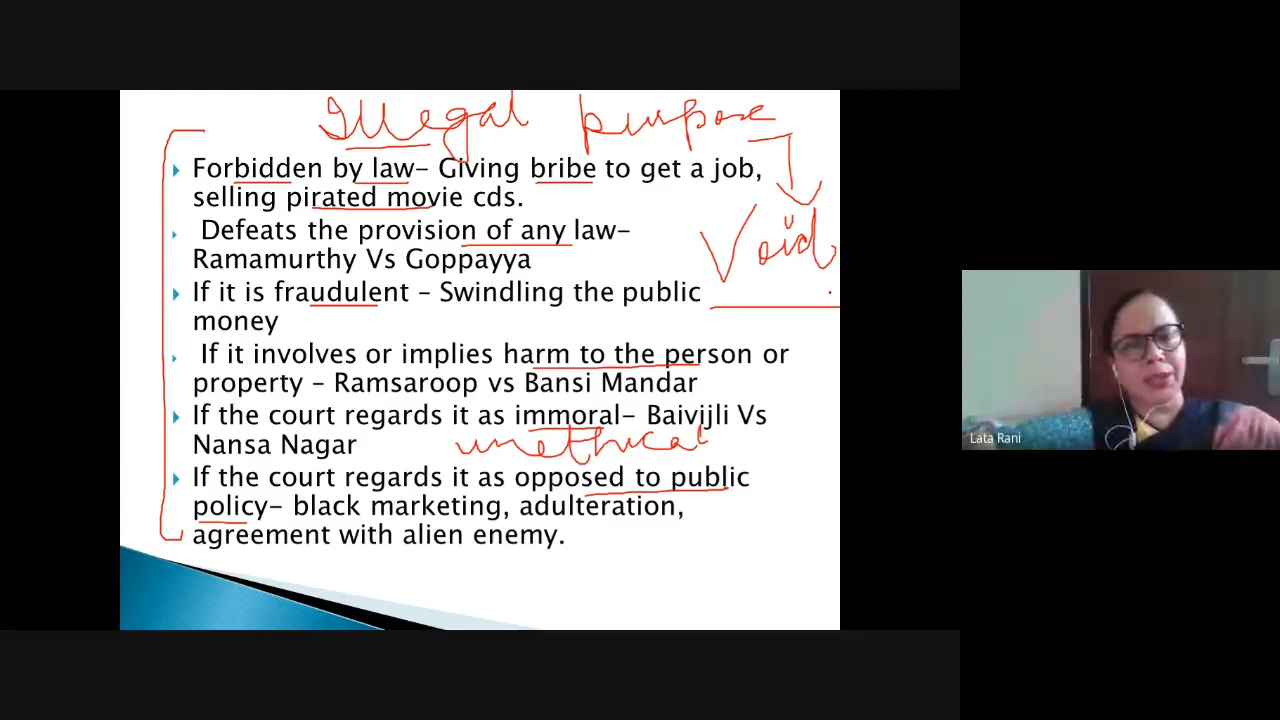 Illegal purpose
Forbidden by law- Giving bribe to get a job,
selling pirated movie cds.
Defeats the provision of any law-
Ramamurthy Vs Goppayya
Void
If it is fraudulent - Swindling the public
money
If it involves or implies harm to the person or
property - Ramsaroop vs Bansi Mandar
If the court regards it as immoral- Baivijli Vs
Nansa Nagar
unethical
If the court regards it as opposed to public
policy- black marketing, adulteration,
agreement with alien enemy.
Lata Rani